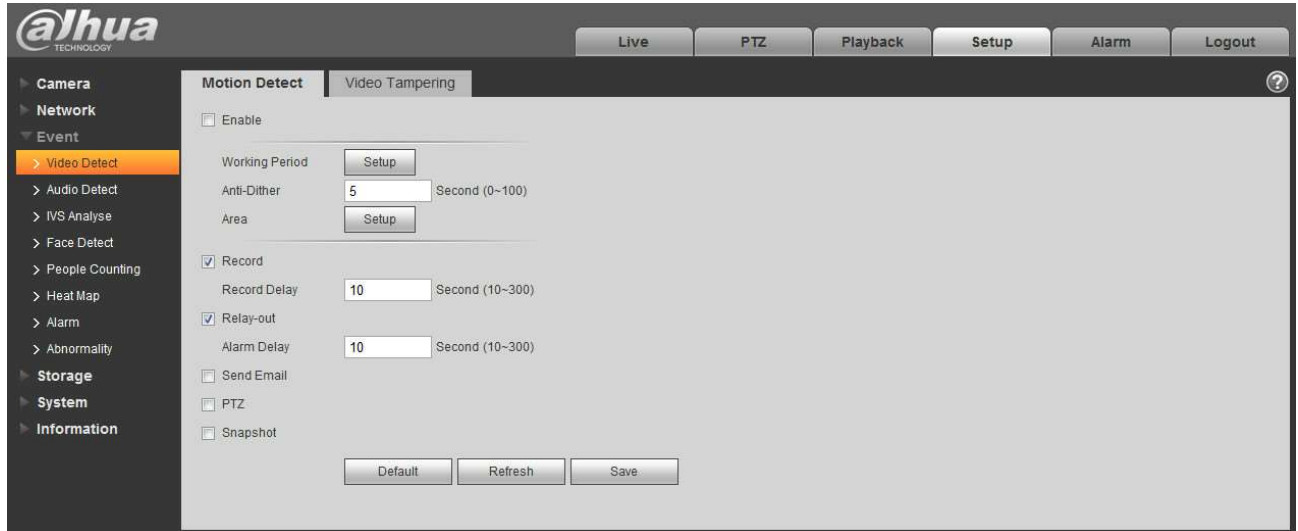 alhua
TECHNOLOGY
Live PTZ Playback Setup Alarm Logout
Camera
Network
Event
Video Detect
Audio Detect
IVS Analyse
Face Detect
People Counting
Heat Map
Alarm
Abnormality
Storage
System
Information
Motion Detect Video Tampering ?
Enable
Working Period Setup
Anti-Dither 5 Second (0~100)
Area Setup
Record
Record Delay 10 Second (10~300)
Relay-out
Alarm Delay 10 Second (10~300)
Send Email
PTZ
Snapshot
Default Refresh Save